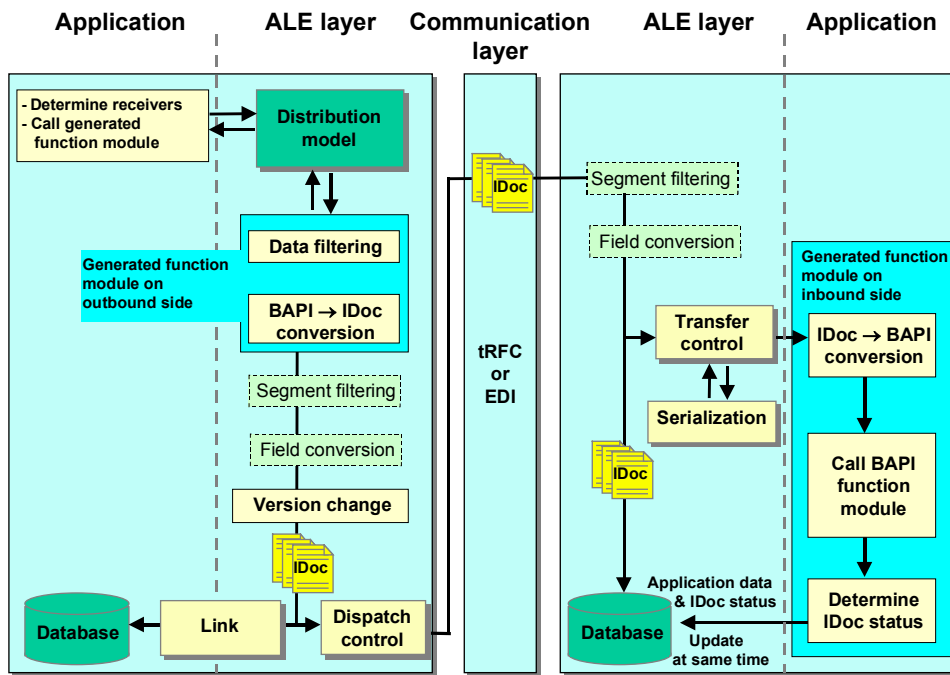 Application
ALE layer
Communication
layer
ALE layer
Application
- Determine receivers
- Call generated
function module
Distribution
model
Data filtering
Generated function
module on
outbound side
BAPI → IDoc
conversion
Segment filtering
Field conversion
Version change
IDoc
Database
Link
Dispatch
control
IDoc
tRFC
or
EDI
Segment filtering
Field conversion
Transfer
control
Serialization
IDoc
Database
Generated function
module on
inbound side
IDoc → BAPI
conversion
Call BAPI
function
module
Determine
IDoc status
Application data
& IDoc status
Update
at same time